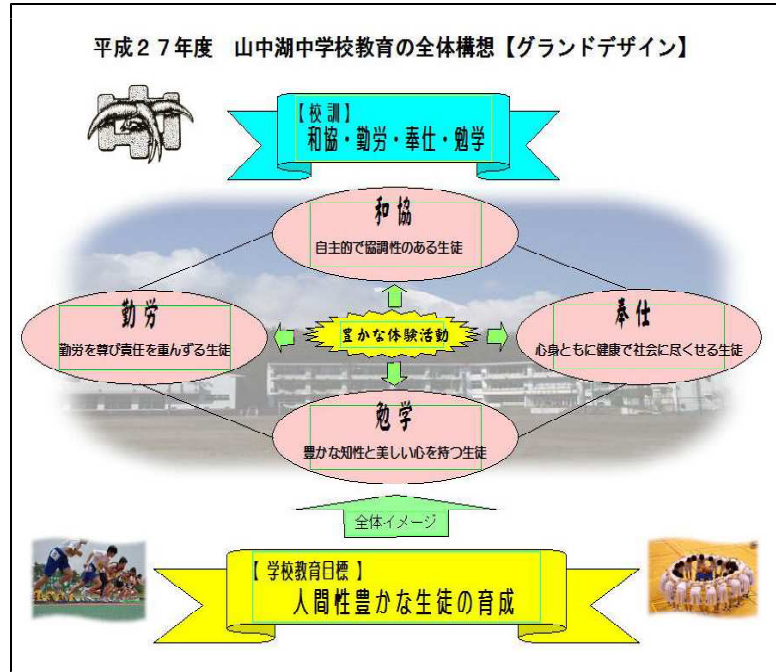 平成２７年度　山中湖中学校教育の全体構想【グランドデザイン】
【 校 訓 】
和協・勤労・奉仕・勉学
和 協
自主的で協調性のある生徒
勤 労
勤労を尊び責任を重んずる生徒
豊かな体験活動
奉 仕
心身ともに健康で社会に尽くせる生徒
勉 学
豊かな知性と美しい心を持つ生徒
全体イメージ
【 学校教育目標 】
人間性豊かな生徒の育成